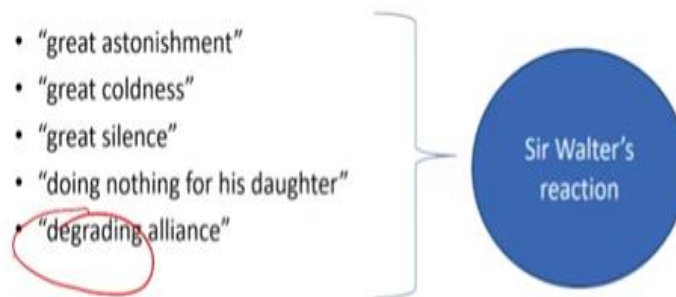 • “great astonishment”
• “great coldness”
• “great silence”
• “doing nothing for his daughter”
• “degrading alliance”
Sir Walter’s
reaction